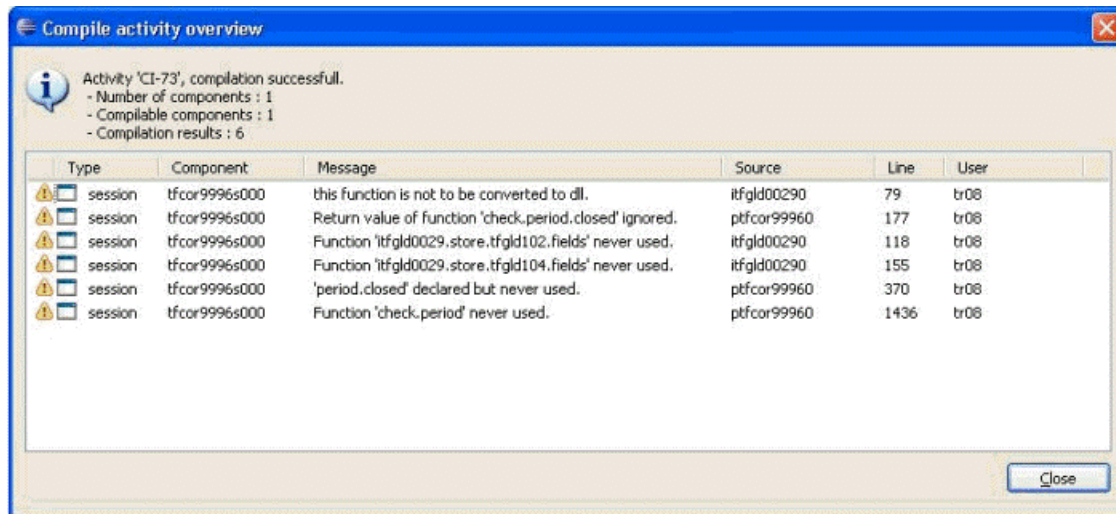 Compile activity overview
Activity 'CI-73', compilation successfull.
- Number of components : 1
- Compilable components : 1
- Compilation results : 6
Type Component Message Source Line User
session tfcor9996s000 this function is not to be converted to dll. itfgld00290 79 tr08
session tfcor9996s000 Return value of function 'check.period.closed' ignored. ptfcor99960 177 tr08
session tfcor9996s000 Function 'itfgld0029.store.tfgld102.fields' never used. itfgld00290 118 tr08
session tfcor9996s000 Function 'itfgld0029.store.tfgld104.fields' never used. itfgld00290 155 tr08
session tfcor9996s000 'period.closed' declared but never used. ptfcor99960 370 tr08
session tfcor9996s000 Function 'check.period' never used. ptfcor99960 1436 tr08
Close